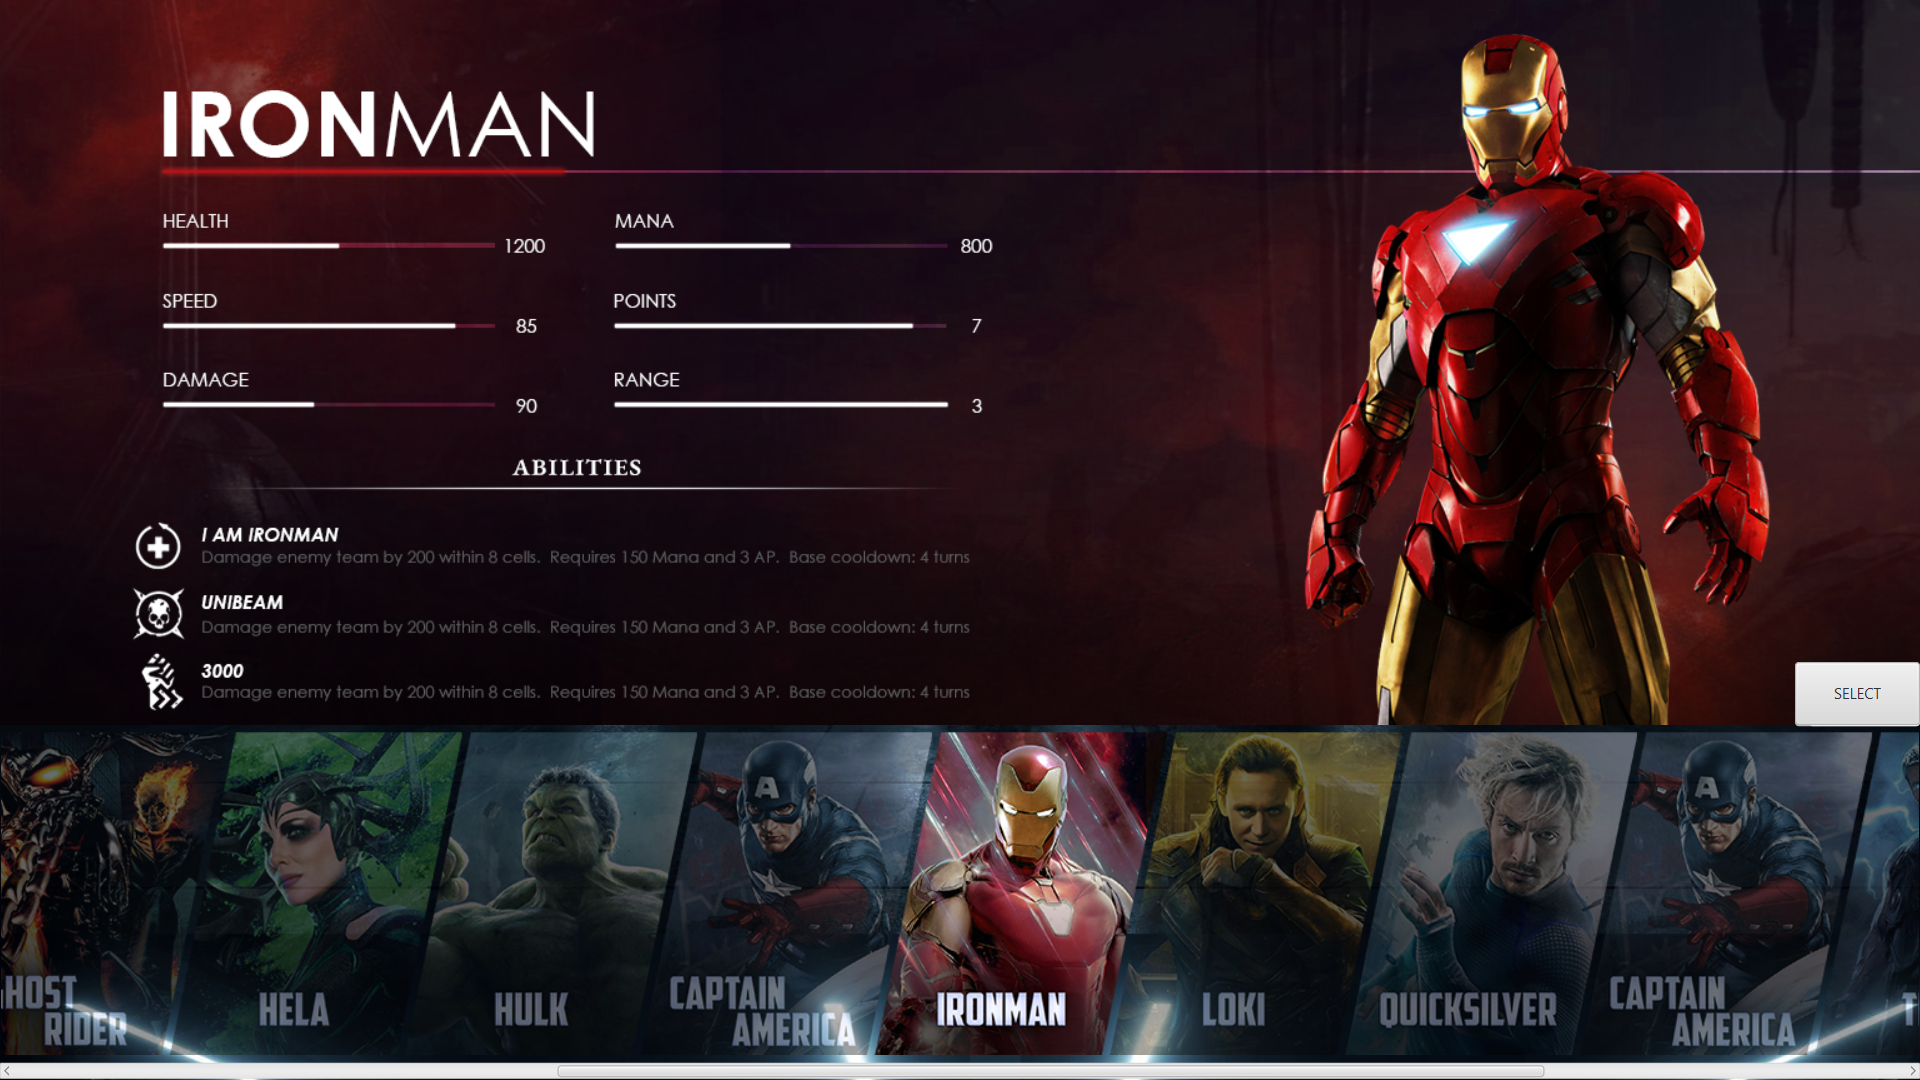 IRONMAN
HEALTH
1200
MANA
800
SPEED
85
POINTS
7
DAMAGE
90
RANGE
3
ABILITIES
I AM IRONMAN
Damage enemy team by 200 within 8 cells.  Requires 150 Mana and 3 AP.  Base cooldown: 4 turns
UNIBEAM
Damage enemy team by 200 within 8 cells.  Requires 150 Mana and 3 AP.  Base cooldown: 4 turns
3000
Damage enemy team by 200 within 8 cells.  Requires 150 Mana and 3 AP.  Base cooldown: 4 turns
SELECT
HOST
RIDER
HELA
HULK
CAPTAIN
AMERICA
A
IRONMAN
LOKI
QUICKSILVER
CAPTAIN
AMERICA
A
T